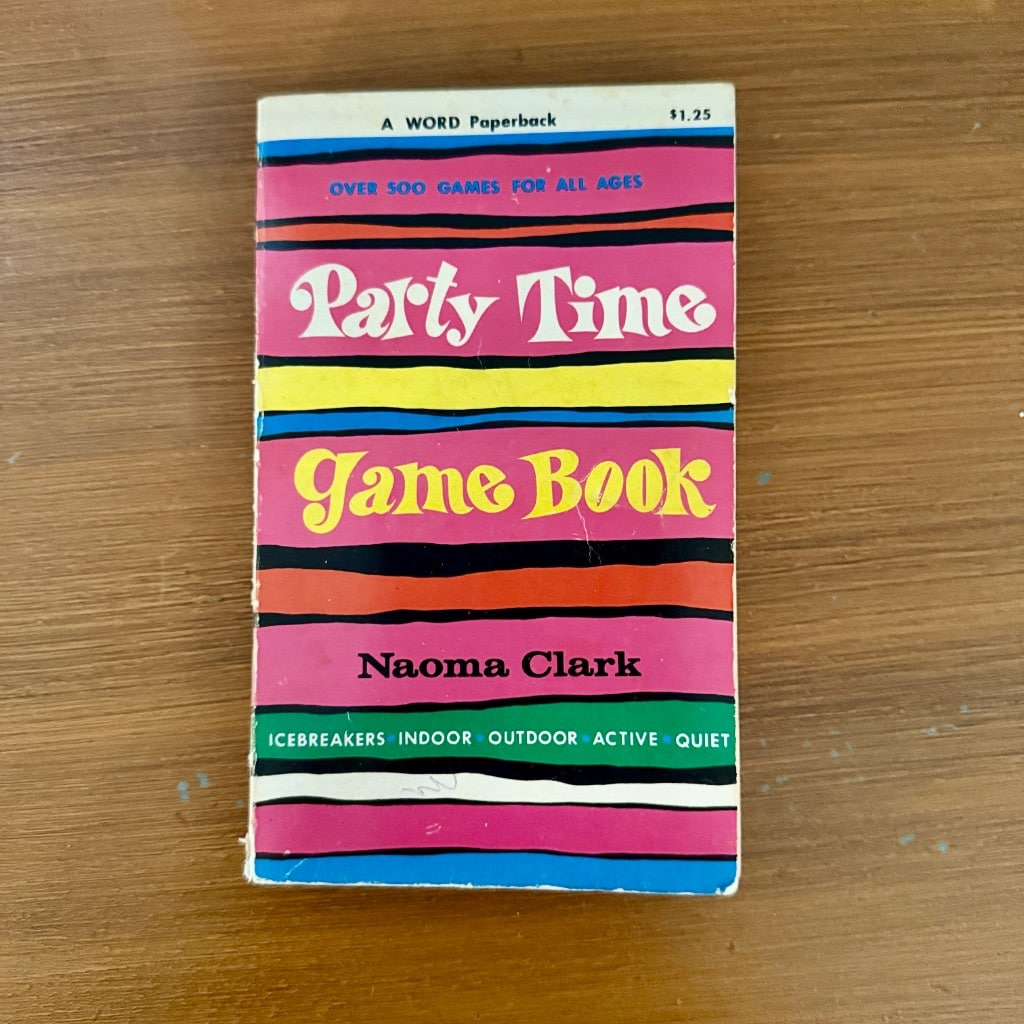 A WORD Paperback $1.25
OVER 500 GAMES FOR ALL AGES
Party Time
Game Book
Naoma Clark
ICEBREAKERS • INDOOR • OUTDOOR • ACTIVE • QUIET